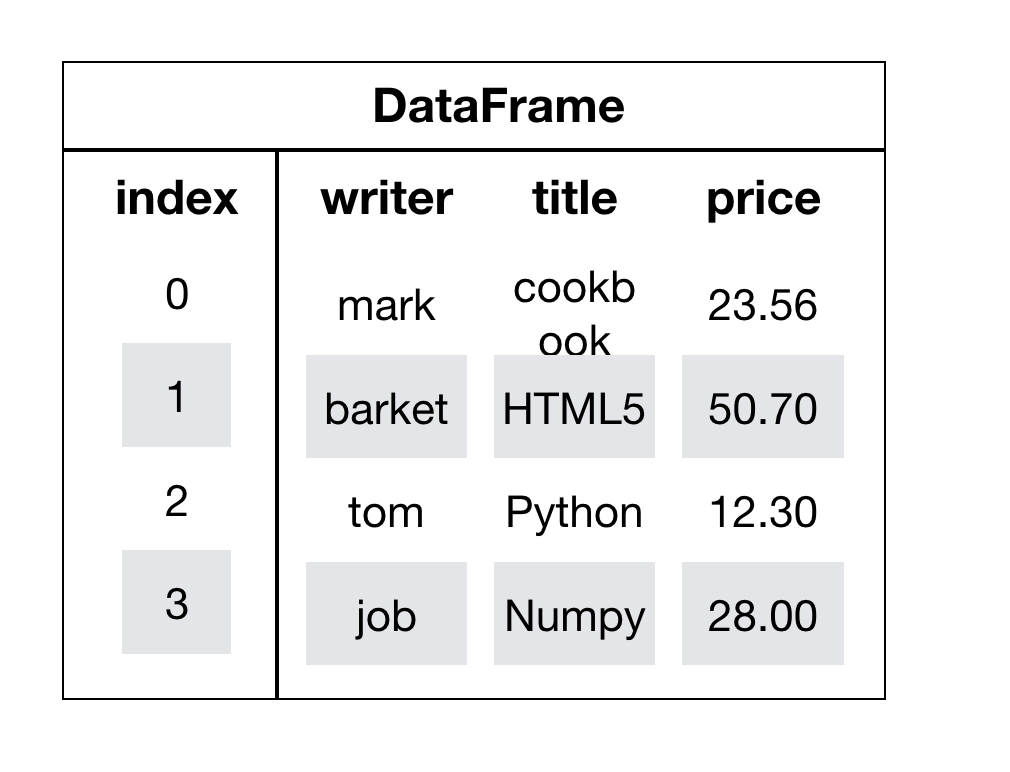 DataFrame
index writer title price
0 mark cookb 23.56
ook
1 barket HTML5 50.70
2 tom Python 12.30
3 job Numpy 28.00